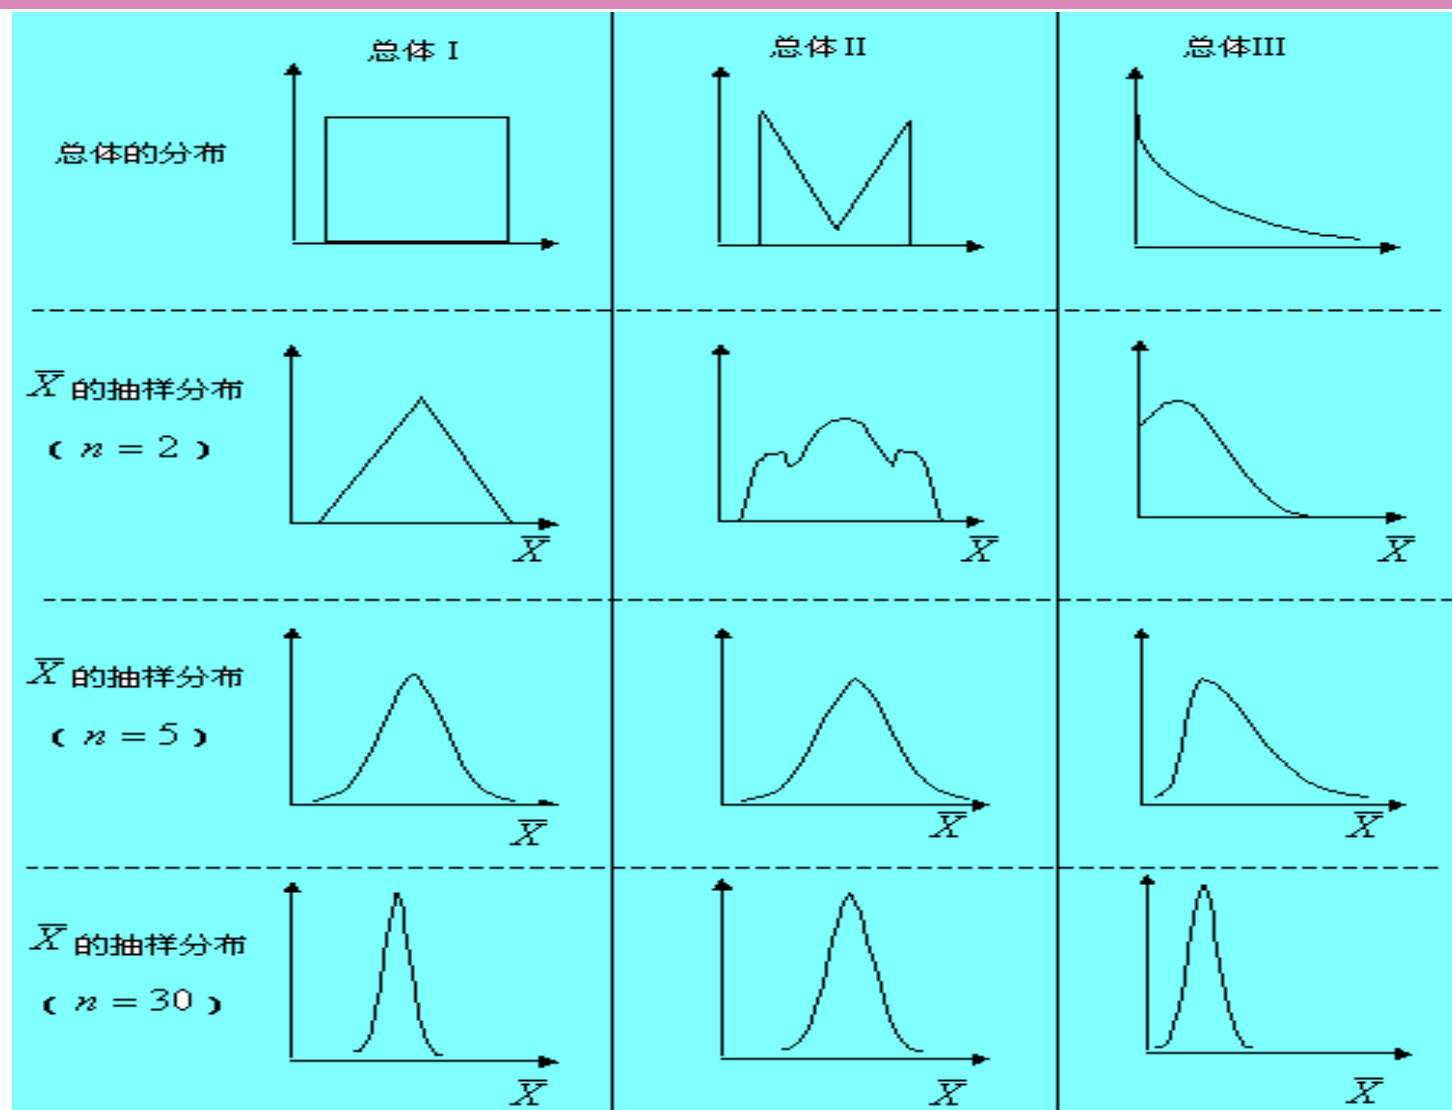 总体 I
总体 II
总体III
总体的分布
X̄ 的抽样分布
( n = 2 )
X̄
X̄
X̄
X̄ 的抽样分布
( n = 5 )
X̄
X̄
X̄
X̄ 的抽样分布
( n = 30 )
X̄
X̄
X̄